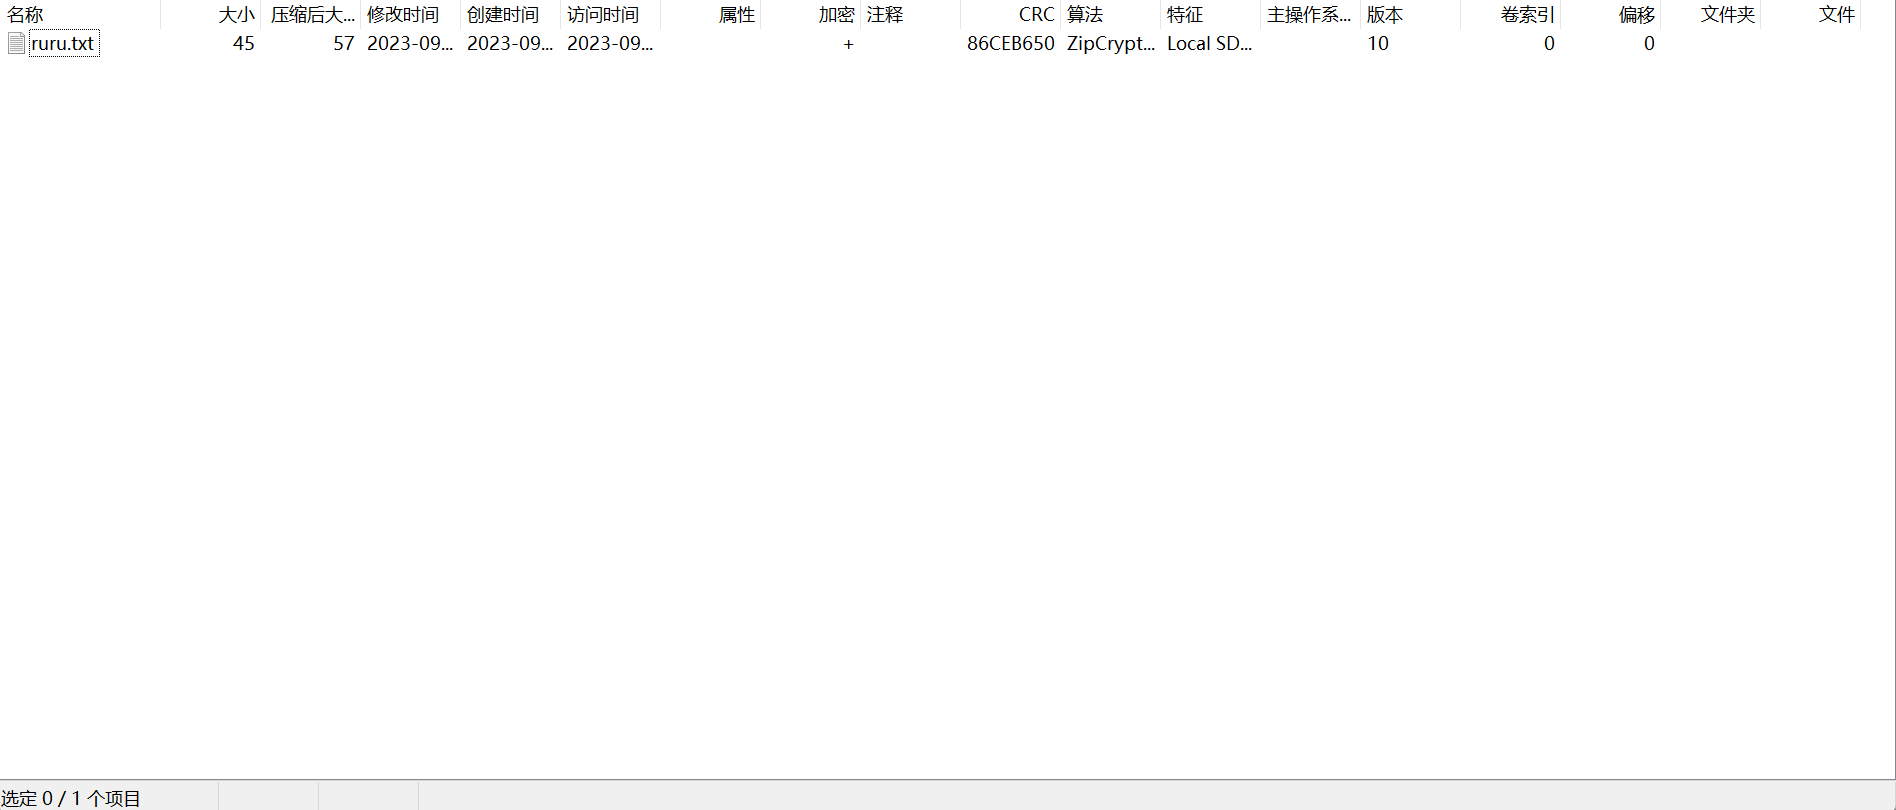 名称 大小 压缩后大... 修改时间 创建时间 访问时间 属性 加密 注释 CRC 算法 特征 主操作系... 版本 卷索引 偏移 文件夹 文件
ruru.txt 45 57 2023-09... 2023-09... 2023-09... + 86CEB650 ZipCrypt... Local SD... 10 0 0
选定 0 / 1 个项目